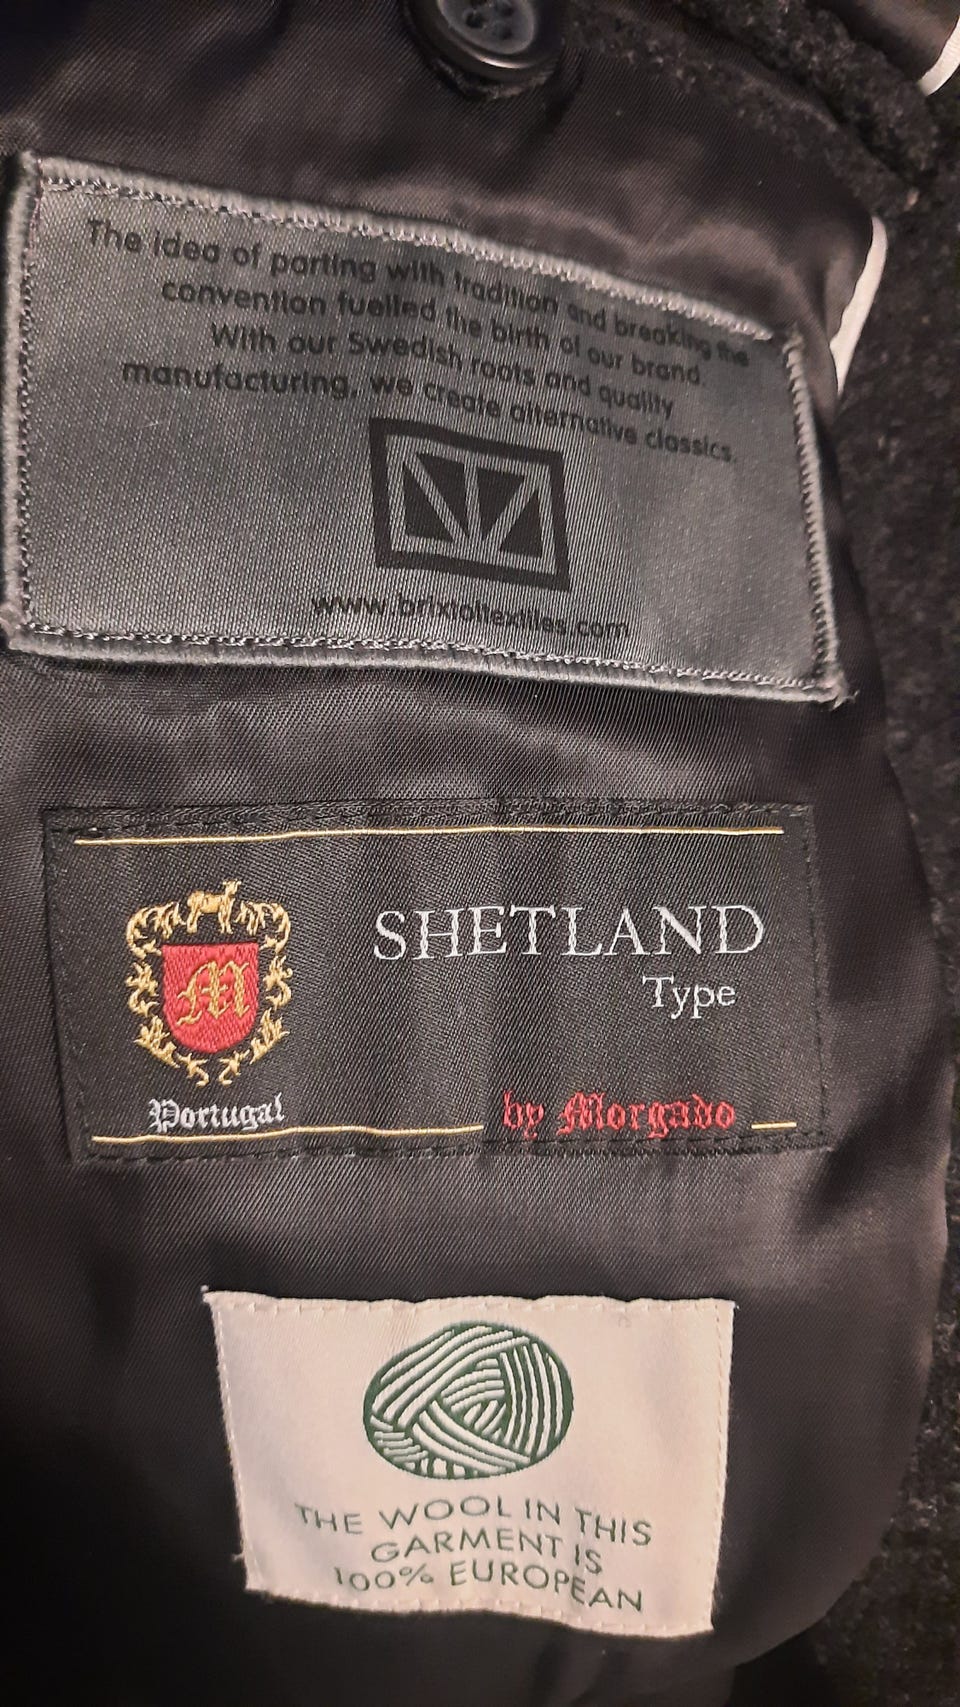 The idea of parting with tradition and breaking the
convention fuelled the birth of our brand.
With our Swedish roots and quality
manufacturing, we create alternative classics.
www.brixtoltextiles.com
SHETLAND
Type
M
Portugal
by Morgado
THE WOOL IN THIS
GARMENT IS
100% EUROPEAN